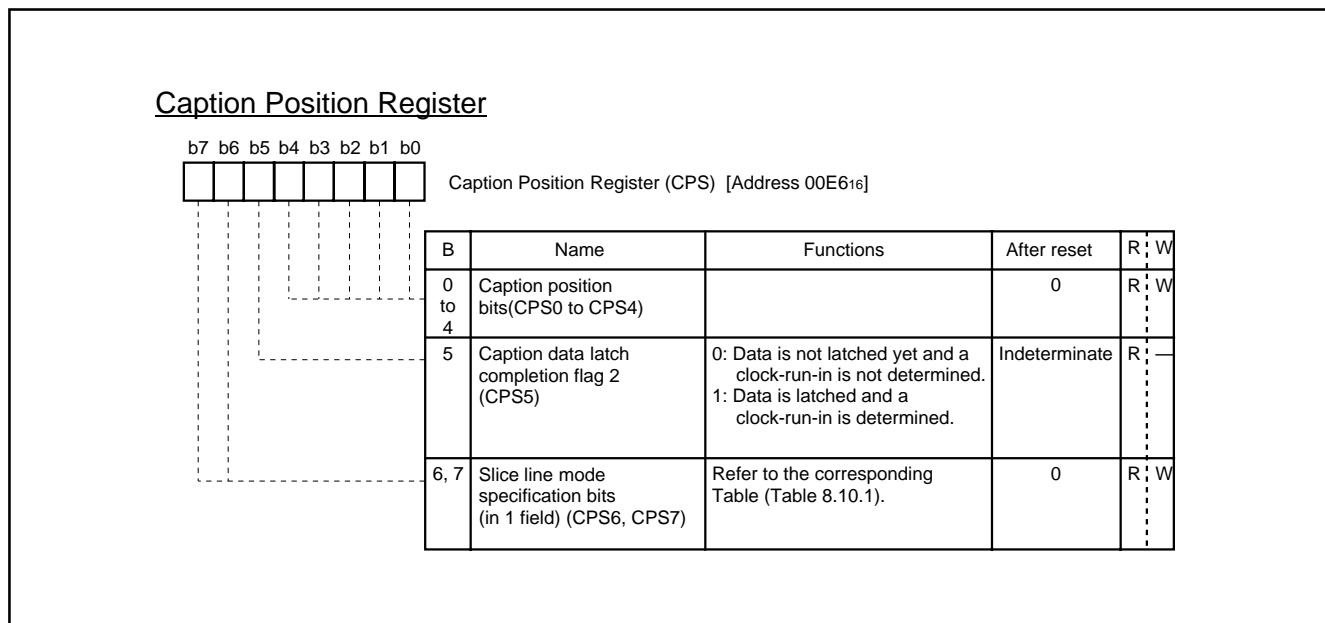 Caption Position Register
b7 b6 b5 b4 b3 b2 b1 b0
Caption Position Register (CPS) [Address 00E616]
B Name Functions After reset R W
0 to 4 Caption position bits(CPS0 to CPS4) 0 R W
5 Caption data latch completion flag 2 (CPS5) 0: Data is not latched yet and a clock-run-in is not determined. 1: Data is latched and a clock-run-in is determined. Indeterminate R —
6, 7 Slice line mode specification bits (in 1 field) (CPS6, CPS7) Refer to the corresponding Table (Table 8.10.1). 0 R W